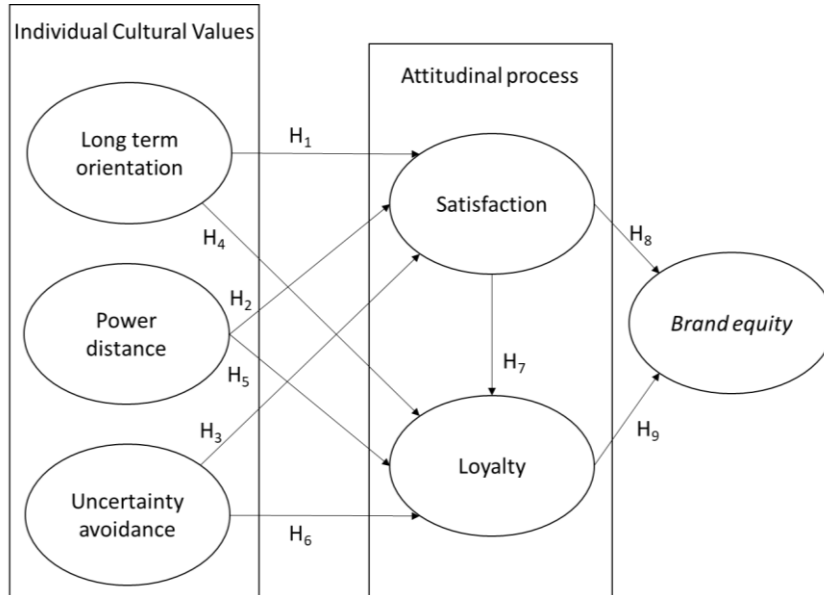 Individual Cultural Values
Attitudinal process
Long term
orientation
H₁
Satisfaction
H₄
H₂
H₈
Power
distance
Brand equity
H₅
H₇
H₃
H₉
Loyalty
Uncertainty
avoidance
H₆